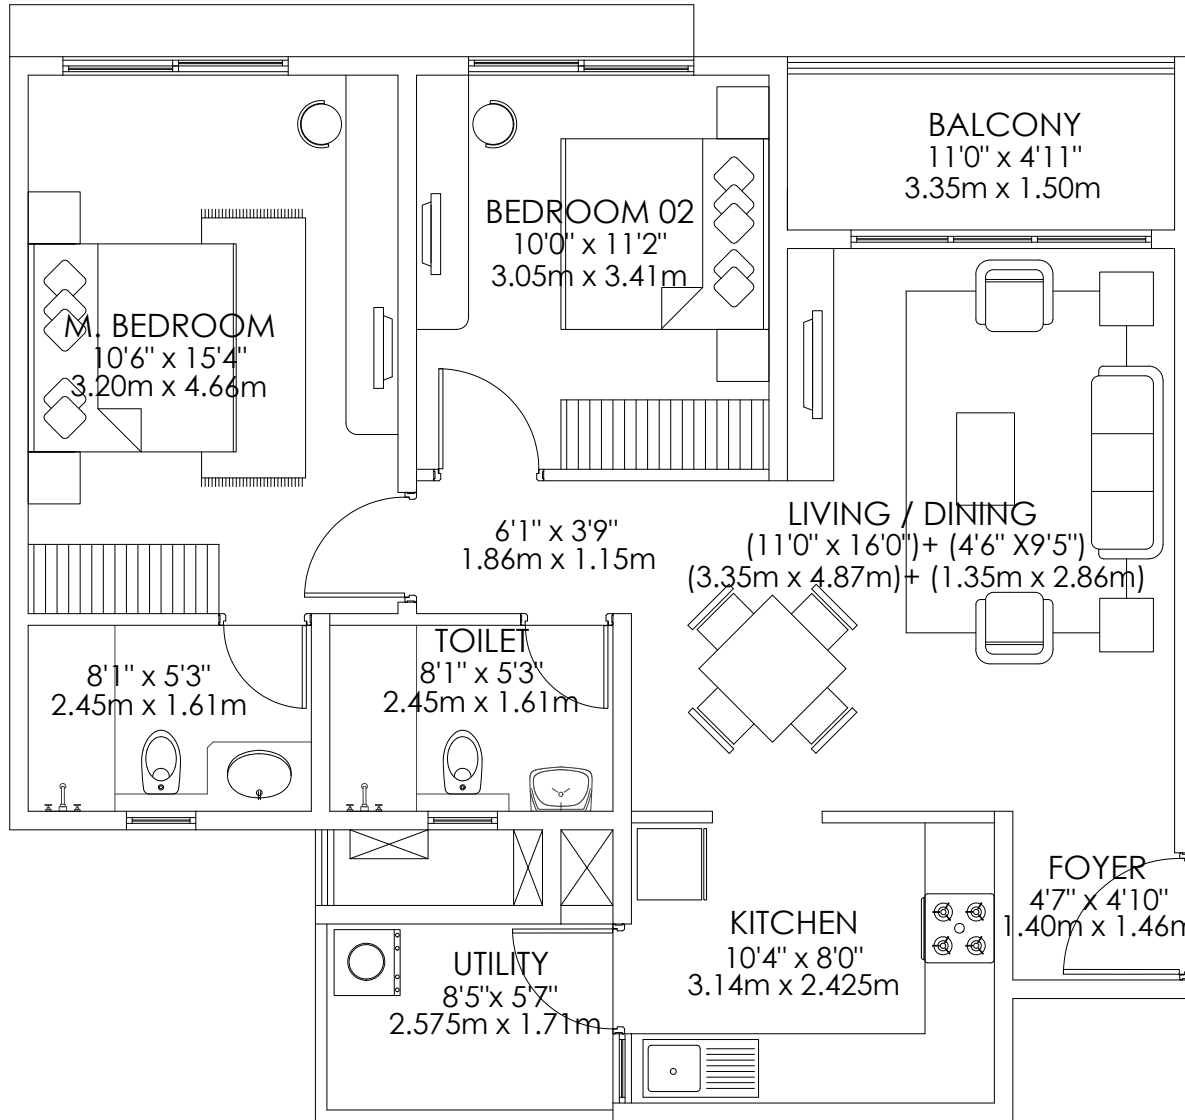 BALCONY
11'0" x 4'11"
3.35m x 1.50m
BEDROOM 02
10'0" x 11'2"
3.05m x 3.41m
M. BEDROOM
10'6" x 15'4"
3.20m x 4.66m
6'1" x 3'9"
1.86m x 1.15m
LIVING / DINING
(11'0" x 16'0")+ (4'6" X9'5")
(3.35m x 4.87m)+ (1.35m x 2.86m)
8'1" x 5'3"
2.45m x 1.61m
TOILET
8'1" x 5'3"
2.45m x 1.61m
FOYER
4'7" x 4'10"
1.40m x 1.46m
KITCHEN
10'4" x 8'0"
3.14m x 2.425m
UTILITY
8'5"x 5'7"
2.575m x 1.71m